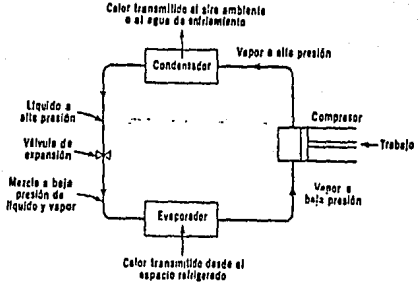 Calor transmitido al aire ambiente
o al agua de enfriamiento
Condensador
Vapor a alta presión
Líquido a
alta presión
Compresor
Válvula de
expansión
Trabajo
Mezcla a baja
presión de
líquido y vapor
Vapor a
baja presión
Evaporador
Calor transmitido desde el
espacio refrigerado